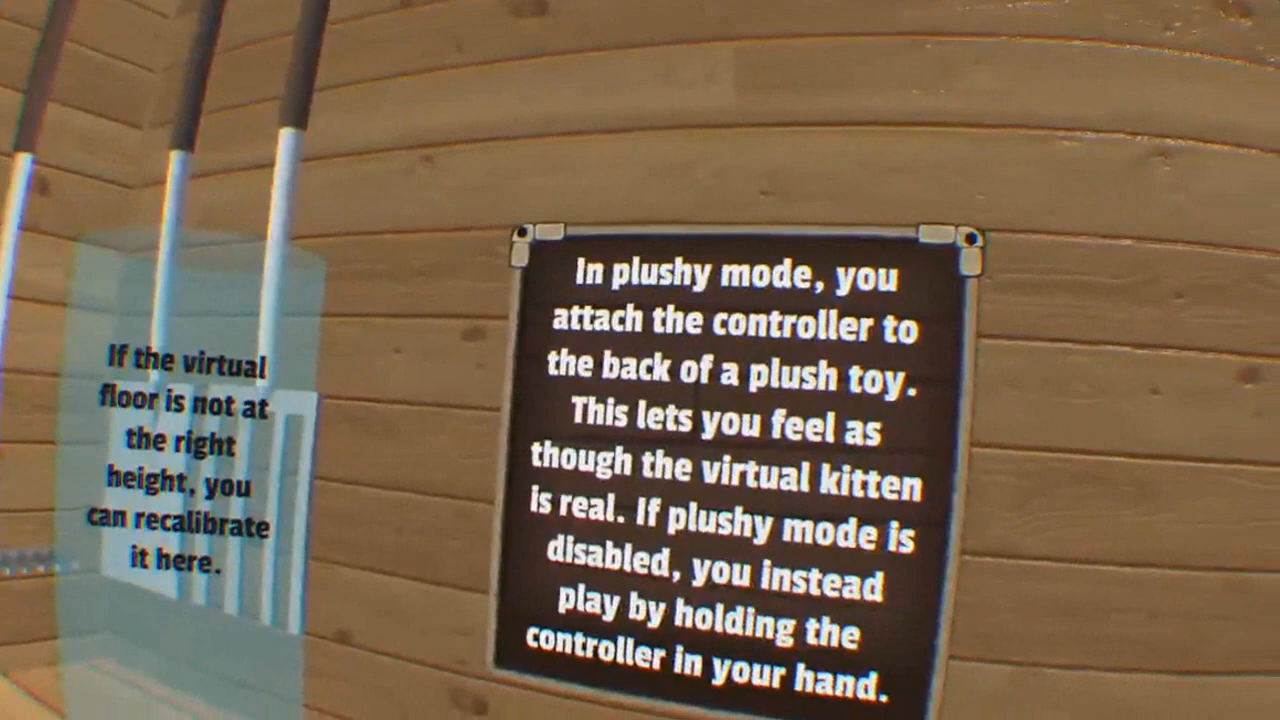 If the virtual
floor is not at
the right
height, you
can recalibrate
it here.
In plushy mode, you
attach the controller to
the back of a plush toy.
This lets you feel as
though the virtual kitten
is real. If plushy mode is
disabled, you instead
play by holding the
controller in your hand.